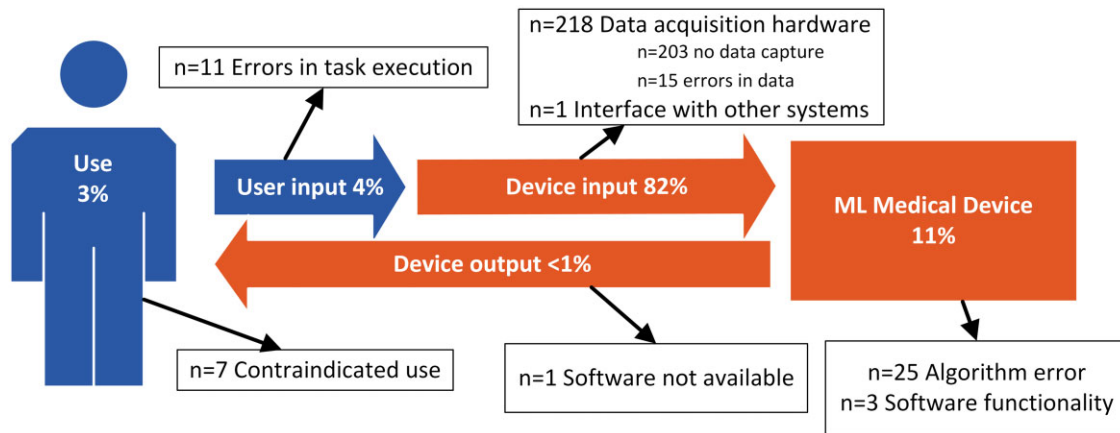 n=218 Data acquisition hardware
n=203 no data capture
n=15 errors in data
n=1 Interface with other systems
n=11 Errors in task execution
Use
3%
User input 4%
Device input 82%
ML Medical Device
11%
Device output <1%
n=7 Contraindicated use
n=1 Software not available
n=25 Algorithm error
n=3 Software functionality